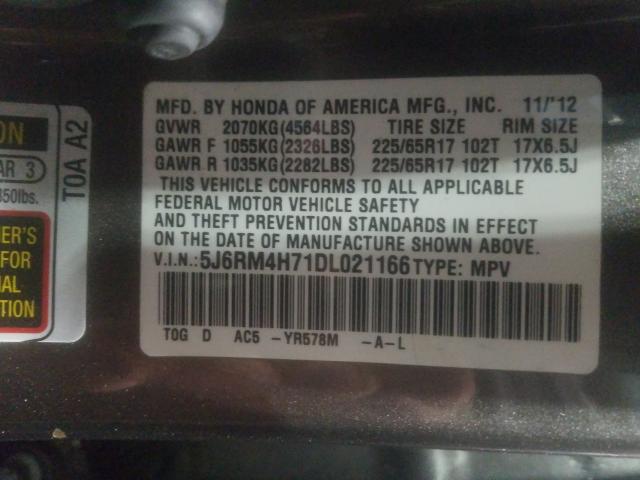 MFD. BY HONDA OF AMERICA MFG., INC. 11/'12
GVWR 2070KG(4564LBS) TIRE SIZE RIM SIZE
GAWR F 1055KG(2326LBS) 225/65R17 102T 17X6.5J
GAWR R 1035KG(2282LBS) 225/65R17 102T 17X6.5J
THIS VEHICLE CONFORMS TO ALL APPLICABLE
FEDERAL MOTOR VEHICLE SAFETY
AND THEFT PREVENTION STANDARDS IN EFFECT
ON THE DATE OF MANUFACTURE SHOWN ABOVE.
V.I.N.:5J6RM4H71DL021166 TYPE: MPV
T0G D AC5 -YR578M -A-L
ON
AR 3
850lbs.
ER'S
FOR
AL
TION
T0A A2